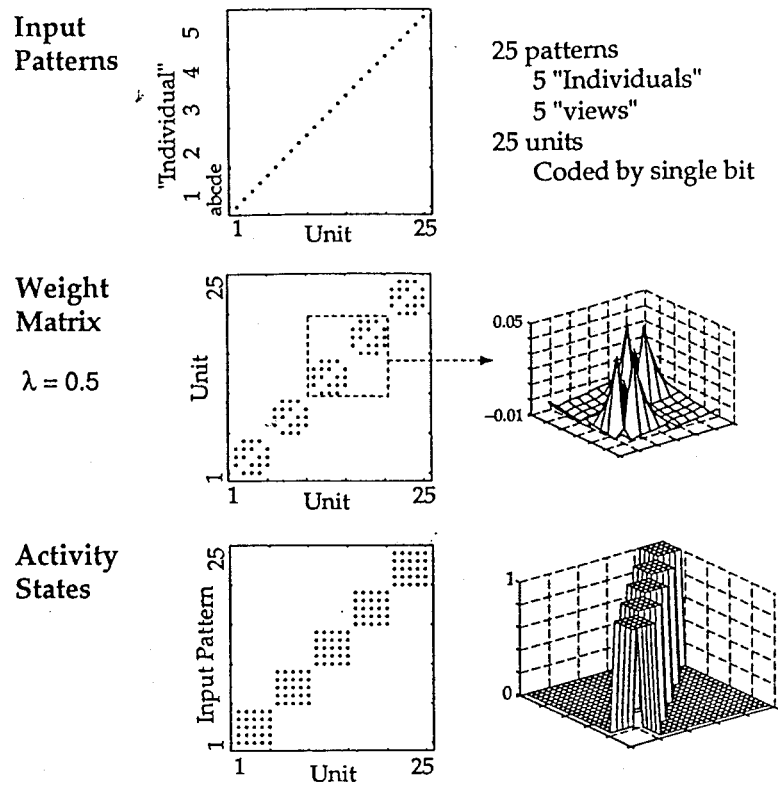 Input
Patterns
"Individual"
1 2 3 4 5
abcde
1 25
Unit
25 patterns
5 "Individuals"
5 "views"
25 units
Coded by single bit
Weight
Matrix
λ = 0.5
Unit
1 25
1 25
Unit
0.05
−0.01
Activity
States
Input Pattern
1 25
1 25
Unit
1
0